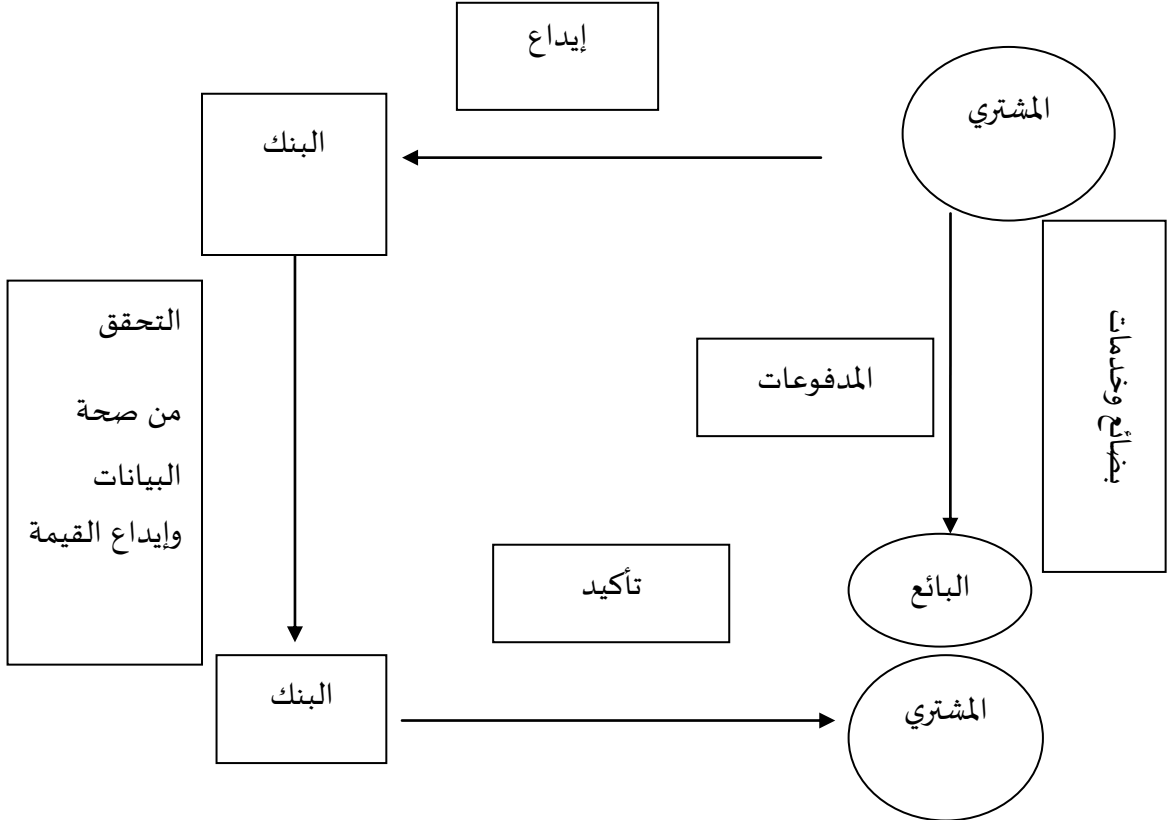 إيداع
المشتري
البنك
بضائع وخدمات
المدفوعات
التحقق
من صحة
البيانات
وإيداع القيمة
تأكيد
البائع
البنك
المشتري